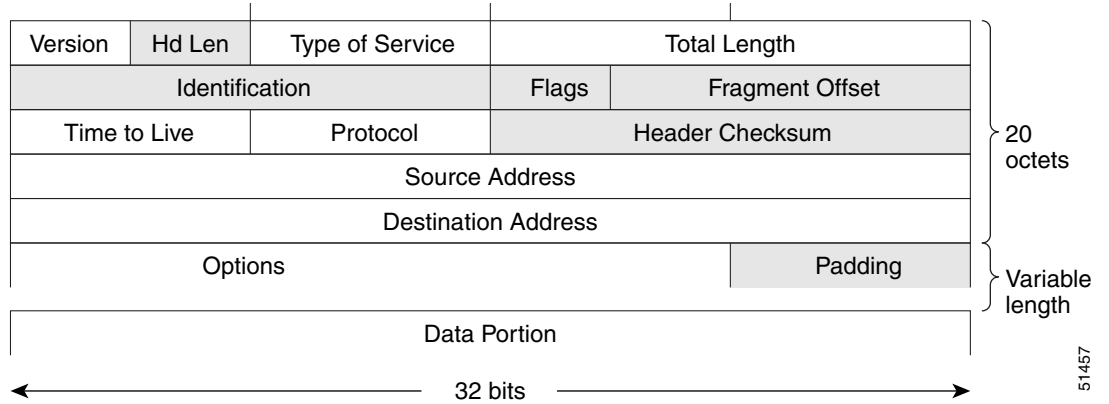 Version Hd Len Type of Service Total Length
Identification Flags Fragment Offset
Time to Live Protocol Header Checksum
Source Address
Destination Address
Options Padding
20
octets
Variable
length
Data Portion
32 bits
51457